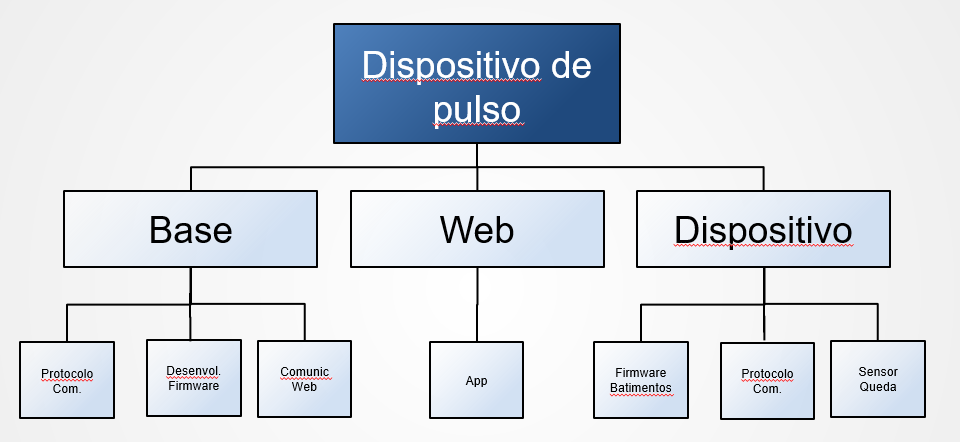 Dispositivo de
pulso
Base
Web
Dispositivo
Protocolo
Com.
Desenvol.
Firmware
Comunic
Web
App
Firmware
Batimentos
Protocolo
Com.
Sensor
Queda